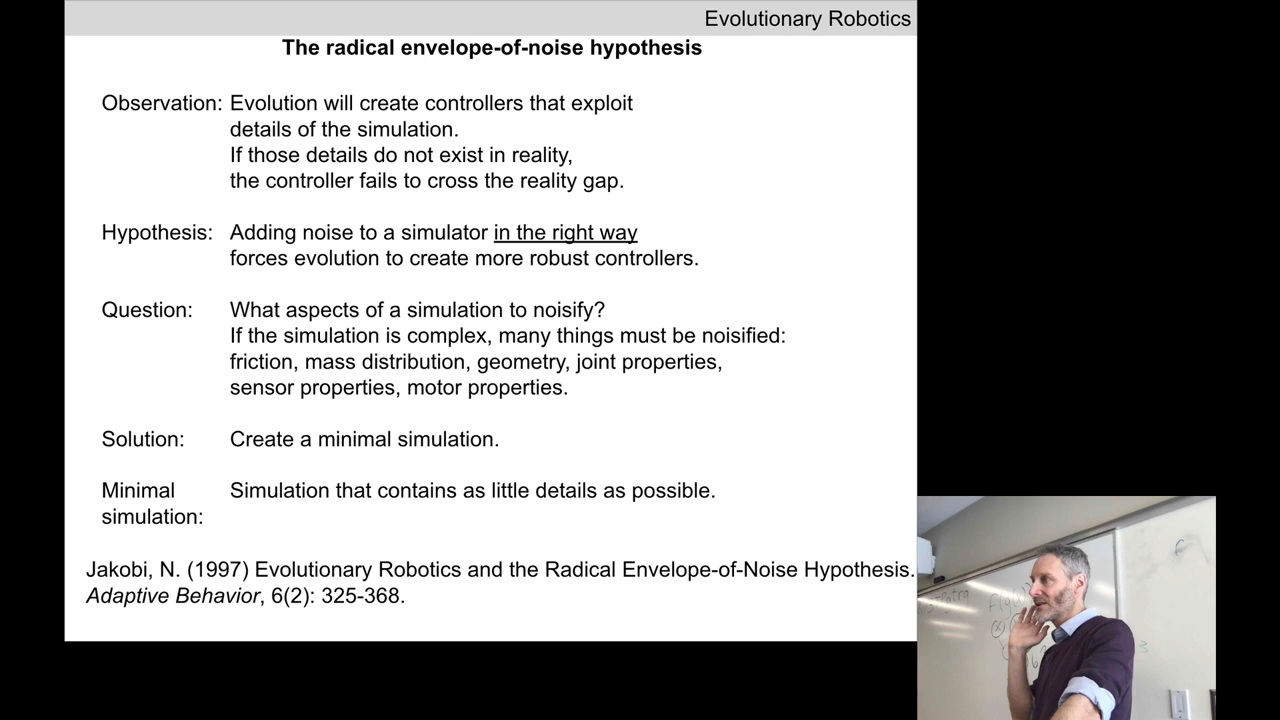 Evolutionary Robotics
The radical envelope-of-noise hypothesis
Observation: Evolution will create controllers that exploit
details of the simulation.
If those details do not exist in reality,
the controller fails to cross the reality gap.
Hypothesis: Adding noise to a simulator in the right way
forces evolution to create more robust controllers.
Question: What aspects of a simulation to noisify?
If the simulation is complex, many things must be noisified:
friction, mass distribution, geometry, joint properties,
sensor properties, motor properties.
Solution: Create a minimal simulation.
Minimal Simulation that contains as little details as possible.
simulation:
Jakobi, N. (1997) Evolutionary Robotics and the Radical Envelope-of-Noise Hypothesis.
Adaptive Behavior, 6(2): 325-368.